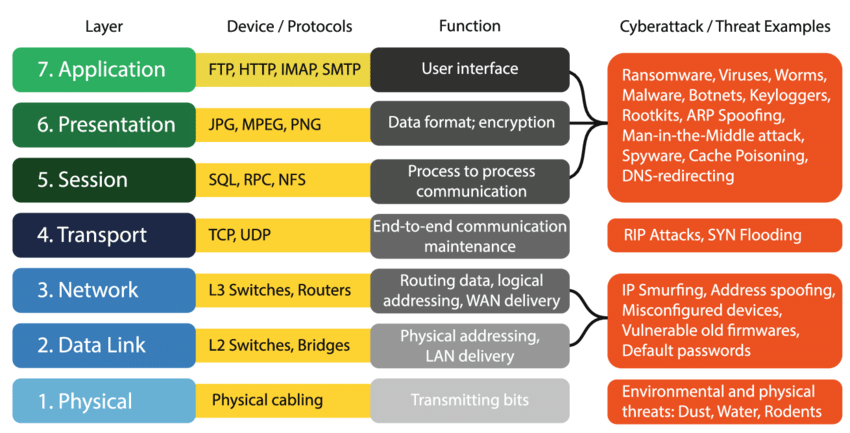 Layer
Device / Protocols
Function
Cyberattack / Threat Examples
7. Application
FTP, HTTP, IMAP, SMTP
User interface
6. Presentation
JPG, MPEG, PNG
Data format; encryption
5. Session
SQL, RPC, NFS
Process to process
communication
Ransomware, Viruses, Worms,
Malware, Botnets, Keyloggers,
Rootkits, ARP Spoofing,
Man-in-the-Middle attack,
Spyware, Cache Poisoning,
DNS-redirecting
4. Transport
TCP, UDP
End-to-end communication
maintenance
RIP Attacks, SYN Flooding
3. Network
L3 Switches, Routers
Routing data, logical
addressing, WAN delivery
2. Data Link
L2 Switches, Bridges
Physical addressing,
LAN delivery
IP Smurfing, Address spoofing,
Misconfigured devices,
Vulnerable old firmwares,
Default passwords
1. Physical
Physical cabling
Transmitting bits
Environmental and physical
threats: Dust, Water, Rodents